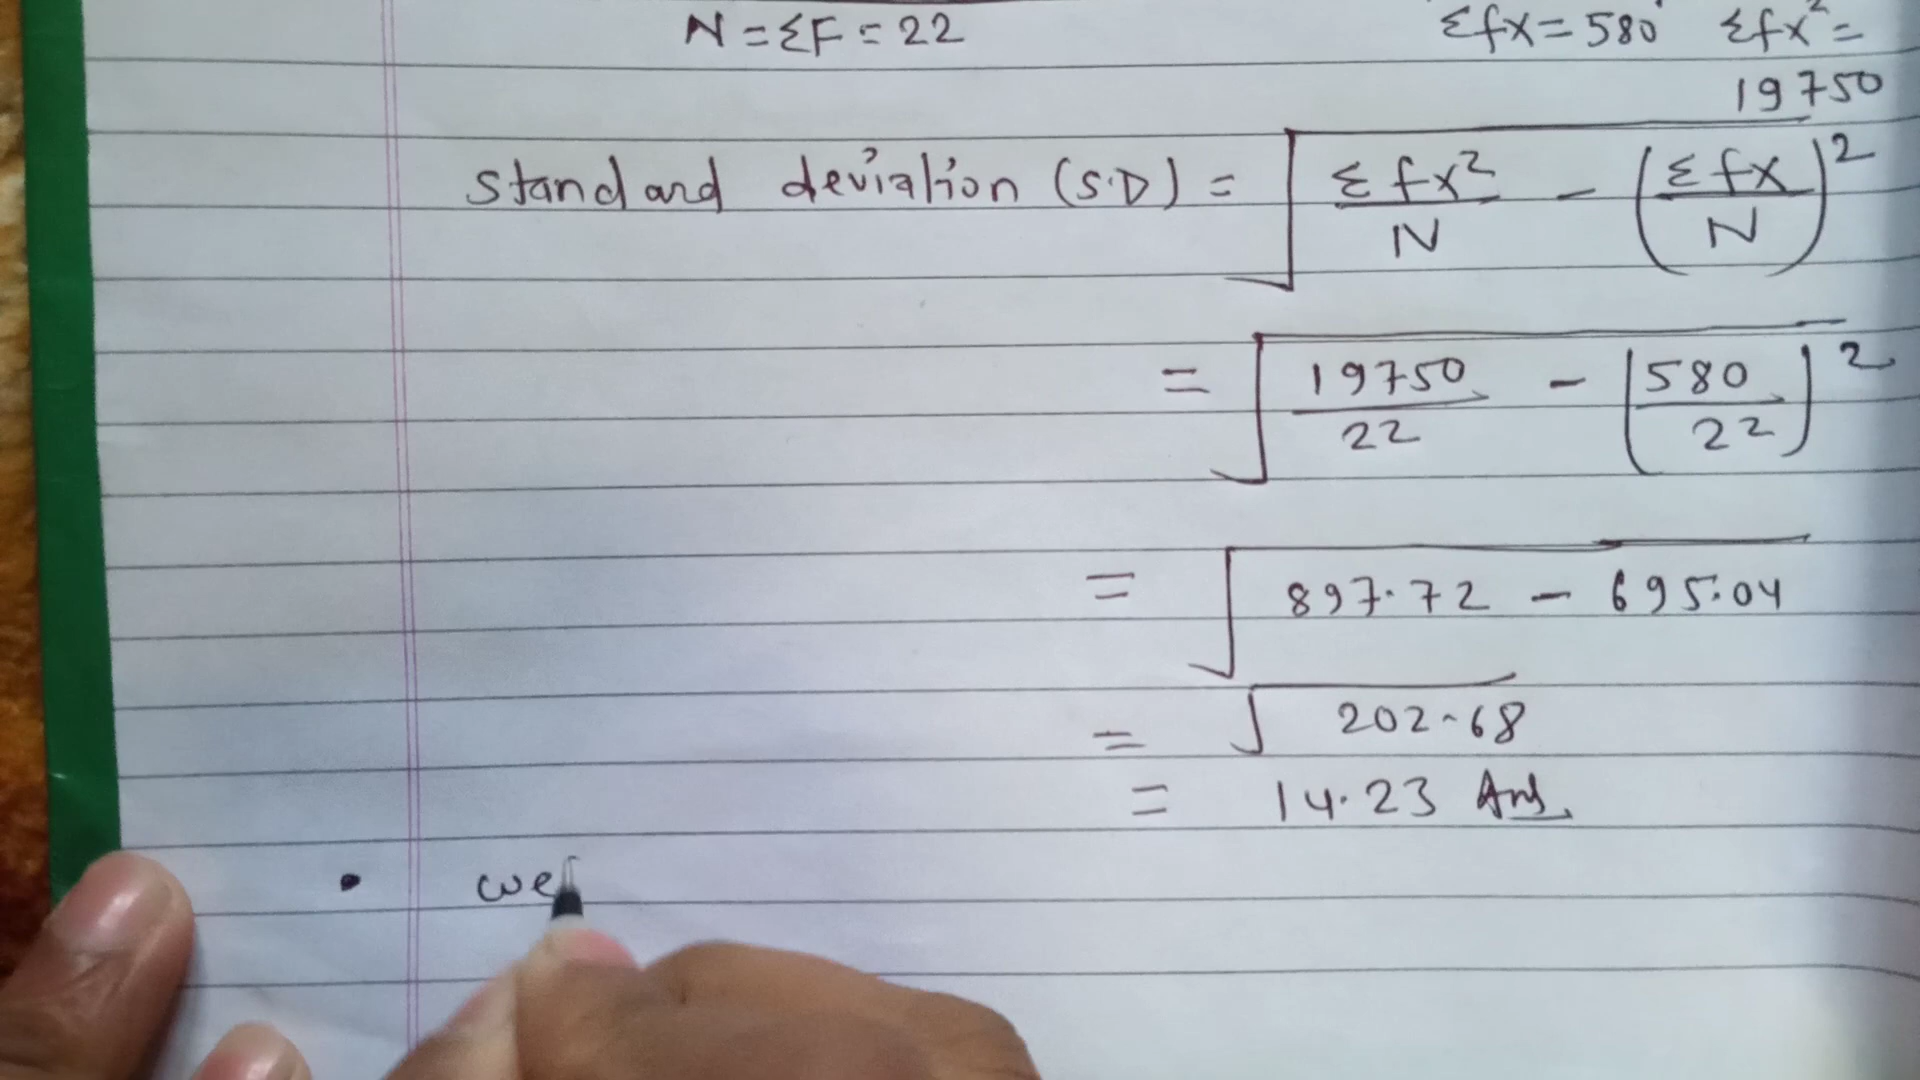 N = ΣF = 22 Σfx = 580 Σfx² =
19750
standard deviation (S.D) = √ Σfx²/N - (Σfx/N)²
= √ 19750/22 - (580/22)²
= √ 897.72 - 695.04
= √ 202.68
= 14.23 Ans.
• we